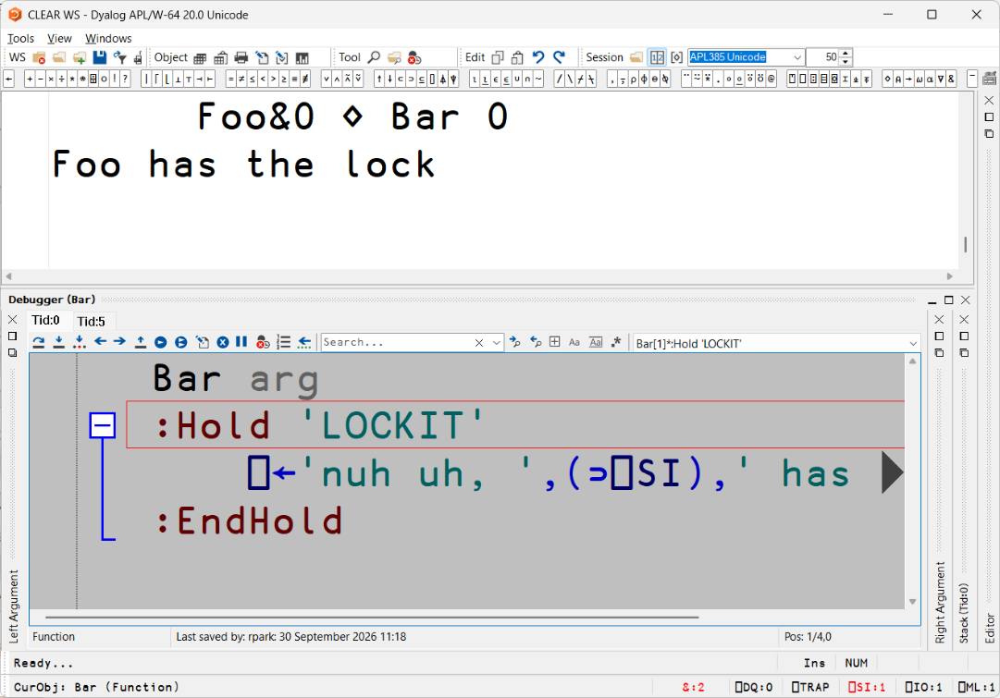 CLEAR WS - Dyalog APL/W-64 20.0 Unicode
Tools View Windows
WS Object Tool Edit Session APL385 Unicode 50
Foo&0 ⋄ Bar 0
Foo has the lock
Debugger (Bar)
Tid:0 Tid:5
Search... Aa Aa Bar[1]*:Hold 'LOCKIT'
Bar arg
:Hold 'LOCKIT'
⎕←'nuh uh, ',(⊃⎕SI),' has
:EndHold
Left Argument
Right Argument
Stack (Tid:0)
Editor
Function Last saved by: rpark: 30 September 2026 11:18 Pos: 1/4,0
Ready... Ins NUM
CurObj: Bar (Function) &:2 ⎕DQ:0 ⎕TRAP ⎕SI:1 ⎕IO:1 ⎕ML:1